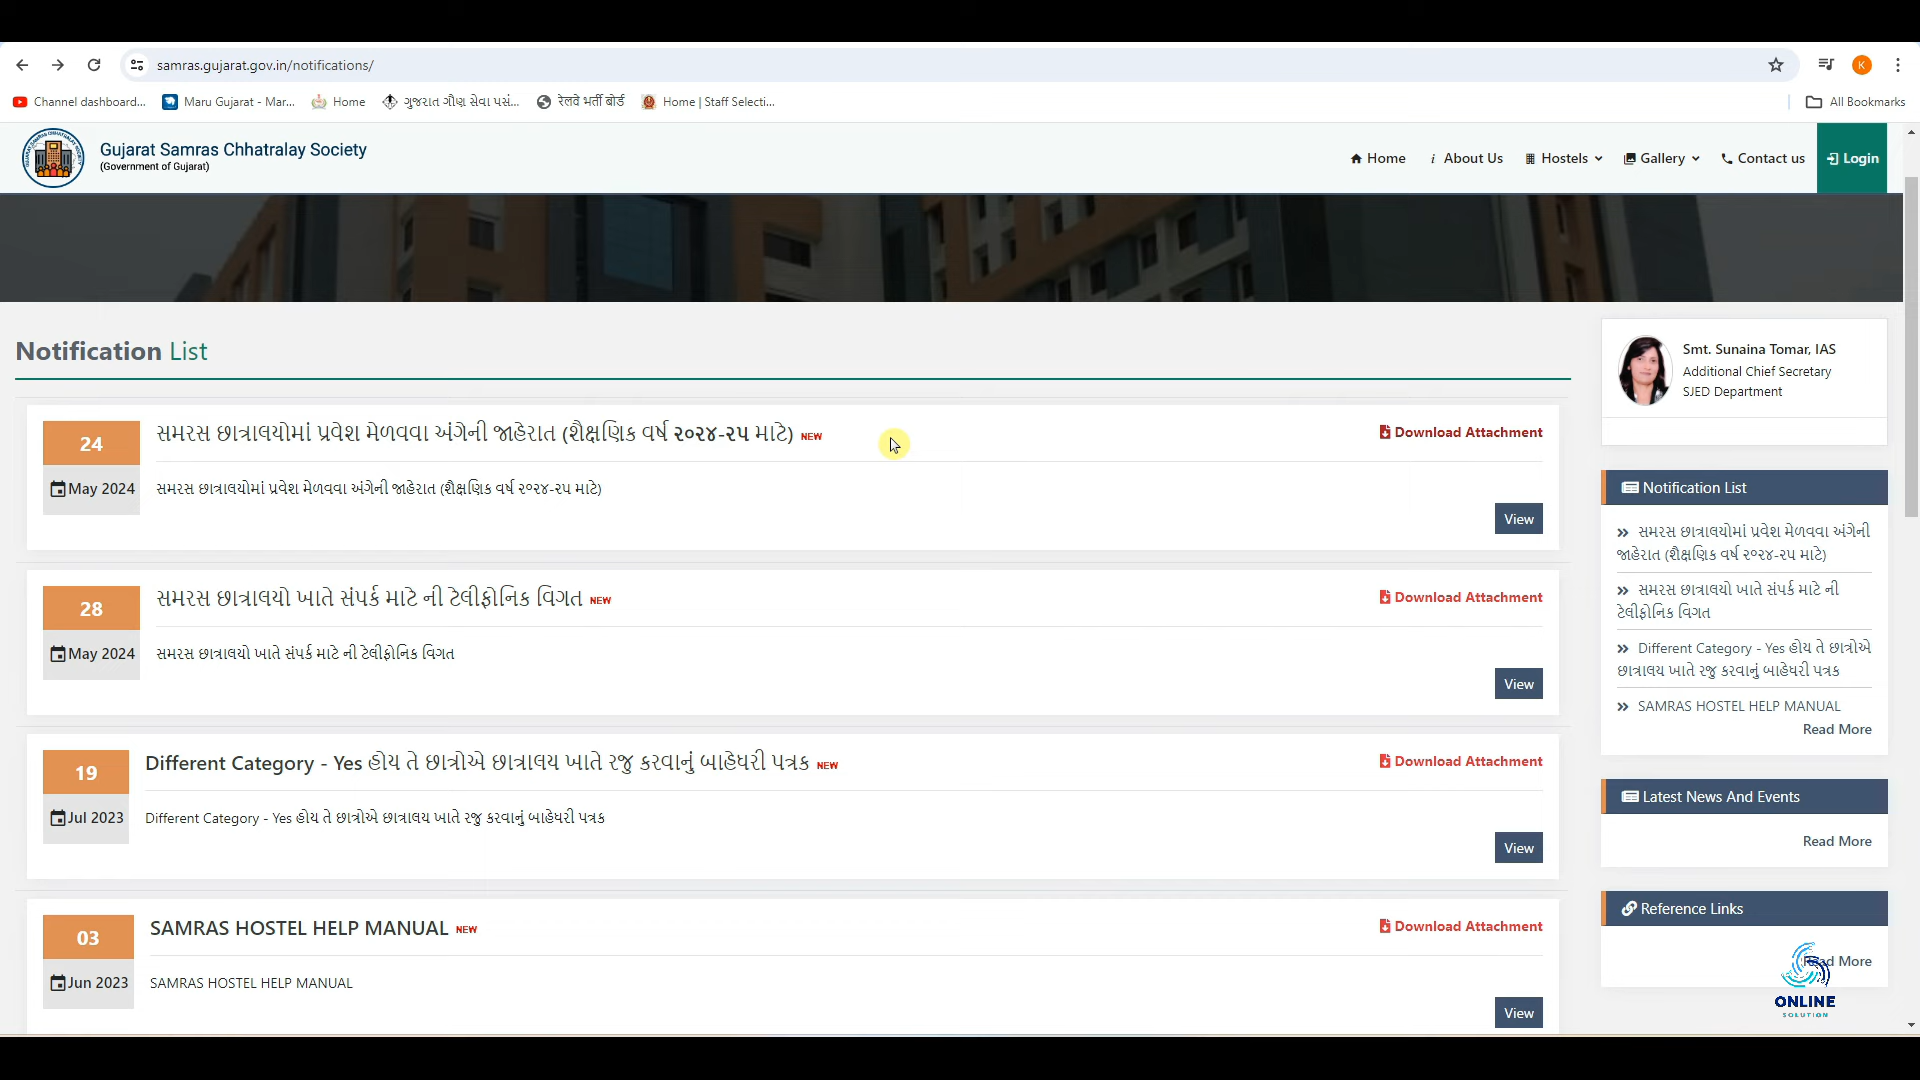 samras.gujarat.gov.in/notifications/
K
Channel dashboard... Maru Gujarat - Mar... Home ગુજરાત ગૌણ સેવા પસં... रेलवे भर्ती बोर्ड Home | Staff Selecti... All Bookmarks
Gujarat Samras Chhatralay Society
(Government of Gujarat)
Home About Us Hostels Gallery Contact us Login
Notification List
24
May 2024
સમરસ છાત્રાલયોમાં પ્રવેશ મેળવવા અંગેની જાહેરાત (શૈક્ષણિક વર્ષ ૨૦૨૪-૨૫ માટે) NEW
Download Attachment
સમરસ છાત્રાલયોમાં પ્રવેશ મેળવવા અંગેની જાહેરાત (શૈક્ષણિક વર્ષ ૨૦૨૪-૨૫ માટે)
View
28
May 2024
સમરસ છાત્રાલયો ખાતે સંપર્ક માટે ની ટેલીફોનિક વિગત NEW
Download Attachment
સમરસ છાત્રાલયો ખાતે સંપર્ક માટે ની ટેલીફોનિક વિગત
View
19
Jul 2023
Different Category - Yes હોય તે છાત્રોએ છાત્રાલય ખાતે રજુ કરવાનું બાહેધરી પત્રક NEW
Download Attachment
Different Category - Yes હોય તે છાત્રોએ છાત્રાલય ખાતે રજુ કરવાનું બાહેધરી પત્રક
View
03
Jun 2023
SAMRAS HOSTEL HELP MANUAL NEW
Download Attachment
SAMRAS HOSTEL HELP MANUAL
View
Smt. Sunaina Tomar, IAS
Additional Chief Secretary
SJED Department
Notification List
સમરસ છાત્રાલયોમાં પ્રવેશ મેળવવા અંગેની
જાહેરાત (શૈક્ષણિક વર્ષ ૨૦૨૪-૨૫ માટે)
સમરસ છાત્રાલયો ખાતે સંપર્ક માટે ની
ટેલીફોનિક વિગત
Different Category - Yes હોય તે છાત્રોએ
છાત્રાલય ખાતે રજુ કરવાનું બાહેધરી પત્રક
SAMRAS HOSTEL HELP MANUAL
Read More
Latest News And Events
Read More
Reference Links
Read More
ONLINE
SOLUTION